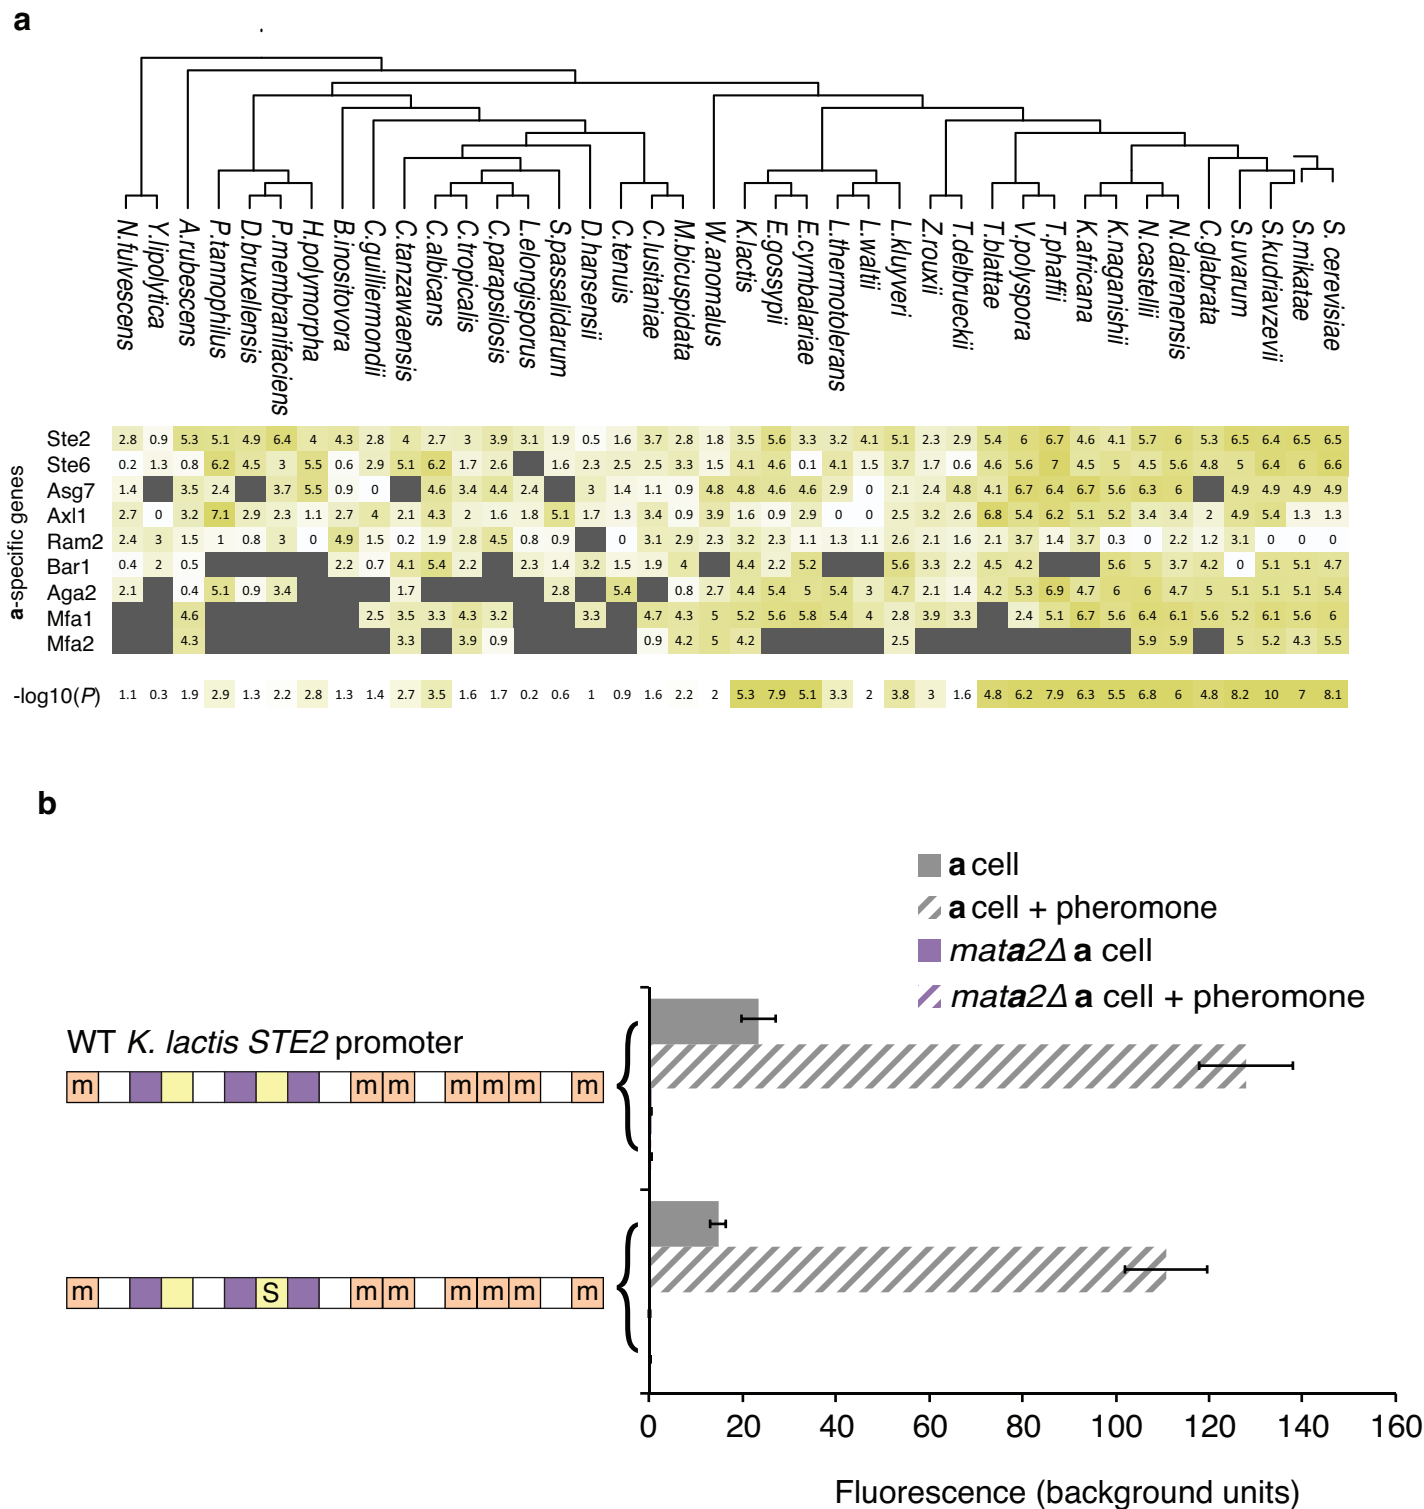 a
N.fulvescens
Y.lipolytica
A.rubescens
P.tannophilus
D.bruxellensis
P.membranifaciens
H.polymorpha
B.inositovora
C.guilliermondii
C.tanzawaensis
C.albicans
C.tropicalis
C.parapsilosis
L.elongisporus
S.passalidarum
D.hansensii
C.tenuis
C.lusitaniae
M.bicuspidata
W.anomalus
K.lactis
E.gossypii
E.cymbalariae
L.thermotolerans
L.waltii
L.kluyveri
Z.rouxii
T.delbrueckii
T.blattae
V.polyspora
T.phaffii
K.africana
K.naganishii
N.castellii
N.dairenensis
C.glabrata
S.uvarum
S.kudriavzevii
S.mikatae
S. cerevisiae
a-specific genes
Ste2 2.8 0.9 5.3 5.1 4.9 6.4 4 4.3 2.8 4 2.7 3 3.9 3.1 1.9 0.5 1.6 3.7 2.8 1.8 3.5 5.6 3.3 3.2 4.1 5.1 2.3 2.9 5.4 6 6.7 4.6 4.1 5.7 6 5.3 6.5 6.4 6.5 6.5
Ste6 0.2 1.3 0.8 6.2 4.5 3 5.5 0.6 2.9 5.1 6.2 1.7 2.6 1.6 2.3 2.5 2.5 3.3 1.5 4.1 4.6 0.1 4.1 1.5 3.7 1.7 0.6 4.6 5.6 7 4.5 5 4.5 5.6 4.8 5 6.4 6 6.6
Asg7 1.4 3.5 2.4 3.7 5.5 0.9 0 4.6 3.4 4.4 2.4 3 1.4 1.1 0.9 4.8 4.8 4.6 4.6 2.9 0 2.1 2.4 4.8 4.1 6.7 6.4 6.7 5.6 6.3 6 4.9 4.9 4.9 4.9
Axl1 2.7 0 3.2 7.1 2.9 2.3 1.1 2.7 4 2.1 4.3 2 1.6 1.8 5.1 1.7 1.3 3.4 0.9 3.9 1.6 0.9 2.9 0 0 2.5 3.2 2.6 6.8 5.4 6.2 5.1 5.2 3.4 3.4 2 4.9 5.4 1.3 1.3
Ram2 2.4 3 1.5 1 0.8 3 0 4.9 1.5 0.2 1.9 2.8 4.5 0.8 0.9 0 3.1 2.9 2.3 3.2 2.3 1.1 1.3 1.1 2.6 2.1 1.6 2.1 3.7 1.4 3.7 0.3 0 2.2 1.2 3.1 0 0 0
Bar1 0.4 2 0.5 2.2 0.7 4.1 5.4 2.2 2.3 1.4 3.2 1.5 1.9 4 4.4 2.2 5.2 5.6 3.3 2.2 4.5 4.2 5.6 5 3.7 4.2 0 5.1 5.1 4.7
Aga2 2.1 0.4 5.1 0.9 3.4 1.7 2.8 5.4 0.8 2.7 4.4 5.4 5 5.4 3 4.7 2.1 1.4 4.2 5.3 6.9 4.7 6 6 4.7 5 5.1 5.1 5.1 5.4
Mfa1 4.6 2.5 3.5 3.3 4.3 3.2 3.3 4.7 4.3 5 5.2 5.6 5.8 5.4 4 2.8 3.9 3.3 2.4 5.1 6.7 5.6 6.4 6.1 5.6 5.2 6.1 5.6 6
Mfa2 4.3 3.3 3.9 0.9 0.9 4.2 5 4.2 2.5 5.9 5.9 5 5.2 4.3 5.5
-log10(P) 1.1 0.3 1.9 2.9 1.3 2.2 2.8 1.3 1.4 2.7 3.5 1.6 1.7 0.2 0.6 1 0.9 1.6 2.2 2 5.3 7.9 5.1 3.3 2 3.8 3 1.6 4.8 6.2 7.9 6.3 5.5 6.8 6 4.8 8.2 10 7 8.1
b
a cell
a cell + pheromone
mata2Δ a cell
mata2Δ a cell + pheromone
WT K. lactis STE2 promoter
m m m m m m m
m S m m m m m m
0 20 40 60 80 100 120 140 160
Fluorescence (background units)